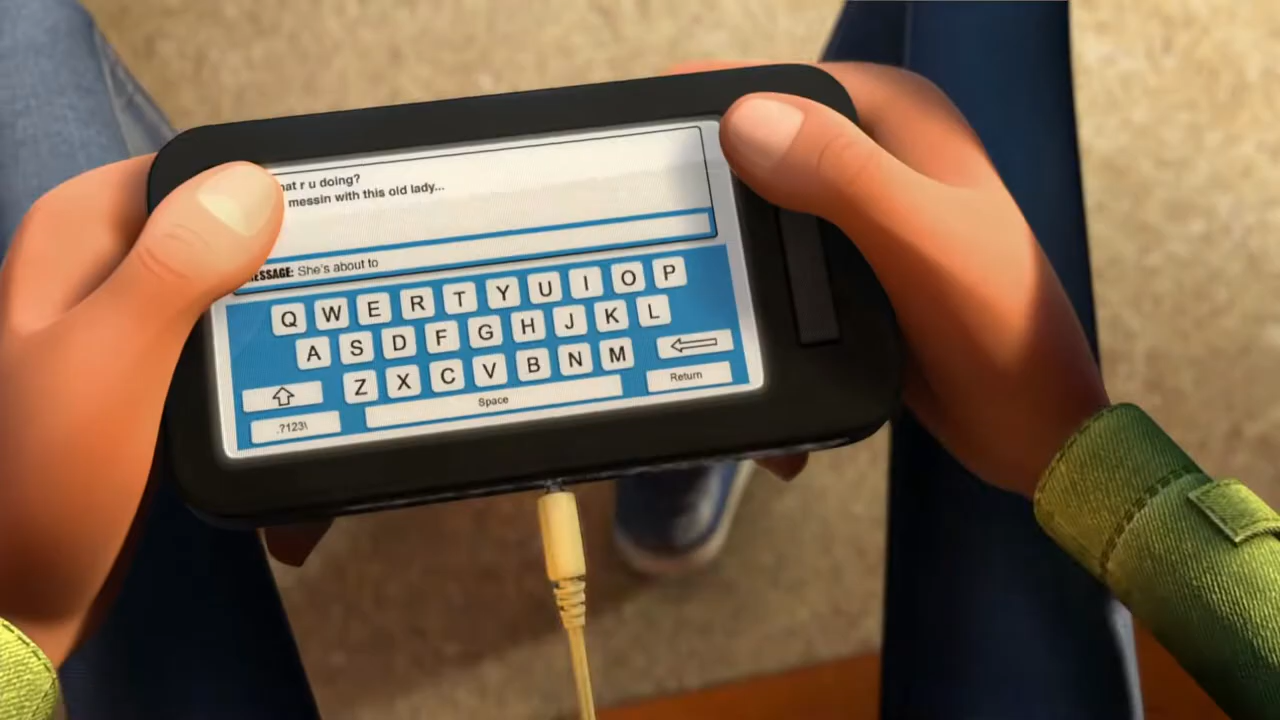 hat r u doing?
messin with this old lady...
ESSAGE: She's about to
Q W E R T Y U I O P
A S D F G H J K L
Z X C V B N M
Space Return
.?123\